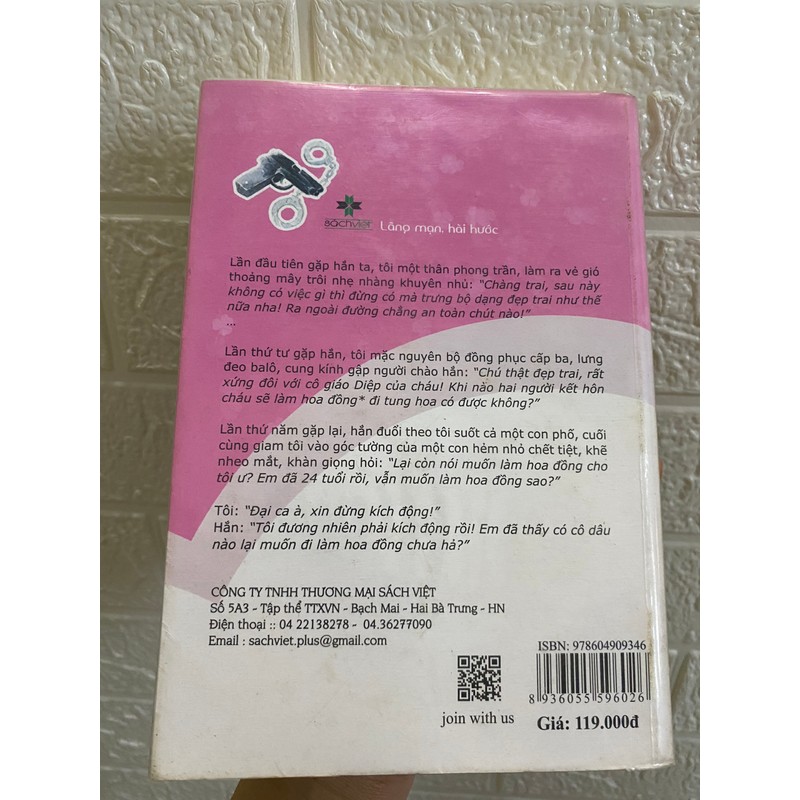 sachviet
Lãng mạn, hài hước
Lần đầu tiên gặp hắn ta, tôi một thân phong trần, làm ra vẻ gió
thoảng mây trôi nhẹ nhàng khuyên nhủ: “Chàng trai, sau này
không có việc gì thì đừng có mà trưng bộ dạng đẹp trai như thế
nữa nha! Ra ngoài đường chẳng an toàn chút nào!”
...
Lần thứ tư gặp hắn, tôi mặc nguyên bộ đồng phục cấp ba, lưng
đeo balô, cung kính gập người chào hắn: “Chú thật đẹp trai, rất
xứng đôi với cô giáo Diệp của cháu! Khi nào hai người kết hôn
cháu sẽ làm hoa đồng* đi tung hoa có được không?”
Lần thứ năm gặp lại, hắn đuổi theo tôi suốt cả một con phố, cuối
cùng giam tôi vào góc tường của một con hẻm nhỏ chết tiệt, khẽ
nheo mắt, khàn giọng hỏi: “Lại còn nói muốn làm hoa đồng cho
tôi ư? Em đã 24 tuổi rồi, vẫn muốn làm hoa đồng sao?”
Tôi: “Đại ca à, xin đừng kích động!”
Hắn: “Tôi đương nhiên phải kích động rồi! Em đã thấy có cô dâu
nào lại muốn đi làm hoa đồng chưa hả?”
CÔNG TY TNHH THƯƠNG MẠI SÁCH VIỆT
Số 5A3 - Tập thể TTXVN - Bạch Mai - Hai Bà Trưng - HN
Điện thoại :: 04 22138278 - 04.36277090
Email : sachviet.plus@gmail.com
ISBN: 978604909346
8 936055 596026
join with us
Giá: 119.000đ